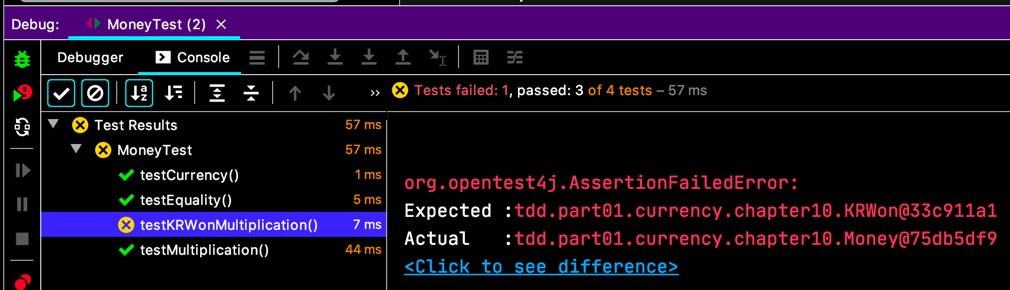 Debug: MoneyTest (2) ×
Debugger Console
Tests failed: 1, passed: 3 of 4 tests – 57 ms
Test Results 57 ms
MoneyTest 57 ms
testCurrency() 1 ms
testEquality() 5 ms
testKRWonMultiplication() 7 ms
testMultiplication() 44 ms
org.opentest4j.AssertionFailedError:
Expected :tdd.part01.currency.chapter10.KRWon@33c911a1
Actual :tdd.part01.currency.chapter10.Money@75db5df9
<Click to see difference>